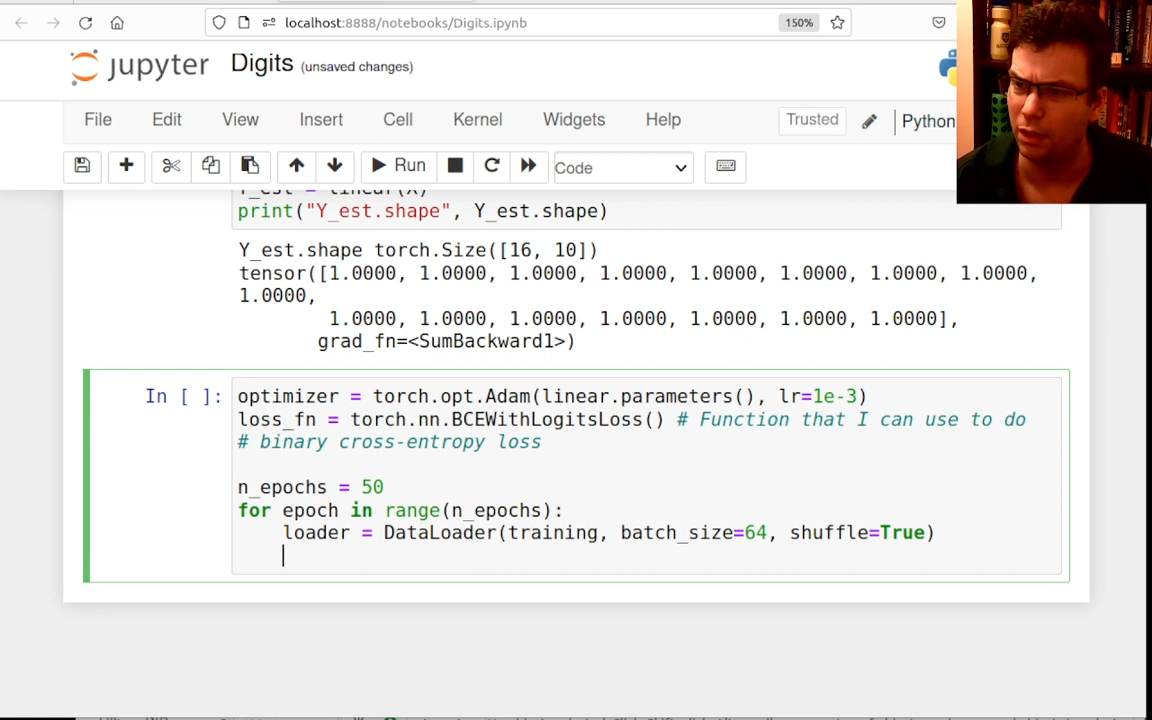 localhost:8888/notebooks/Digits.ipynb 150%
jupyter Digits (unsaved changes)
File Edit View Insert Cell Kernel Widgets Help Trusted Python
Run Code
Y_est = linear(X)
print("Y_est.shape", Y_est.shape)
Y_est.shape torch.Size([16, 10])
tensor([1.0000, 1.0000, 1.0000, 1.0000, 1.0000, 1.0000, 1.0000, 1.0000,
1.0000,
1.0000, 1.0000, 1.0000, 1.0000, 1.0000, 1.0000, 1.0000],
grad_fn=<SumBackward1>)
In [ ]: optimizer = torch.opt.Adam(linear.parameters(), lr=1e-3)
loss_fn = torch.nn.BCEWithLogitsLoss() # Function that I can use to do
# binary cross-entropy loss
n_epochs = 50
for epoch in range(n_epochs):
loader = DataLoader(training, batch_size=64, shuffle=True)